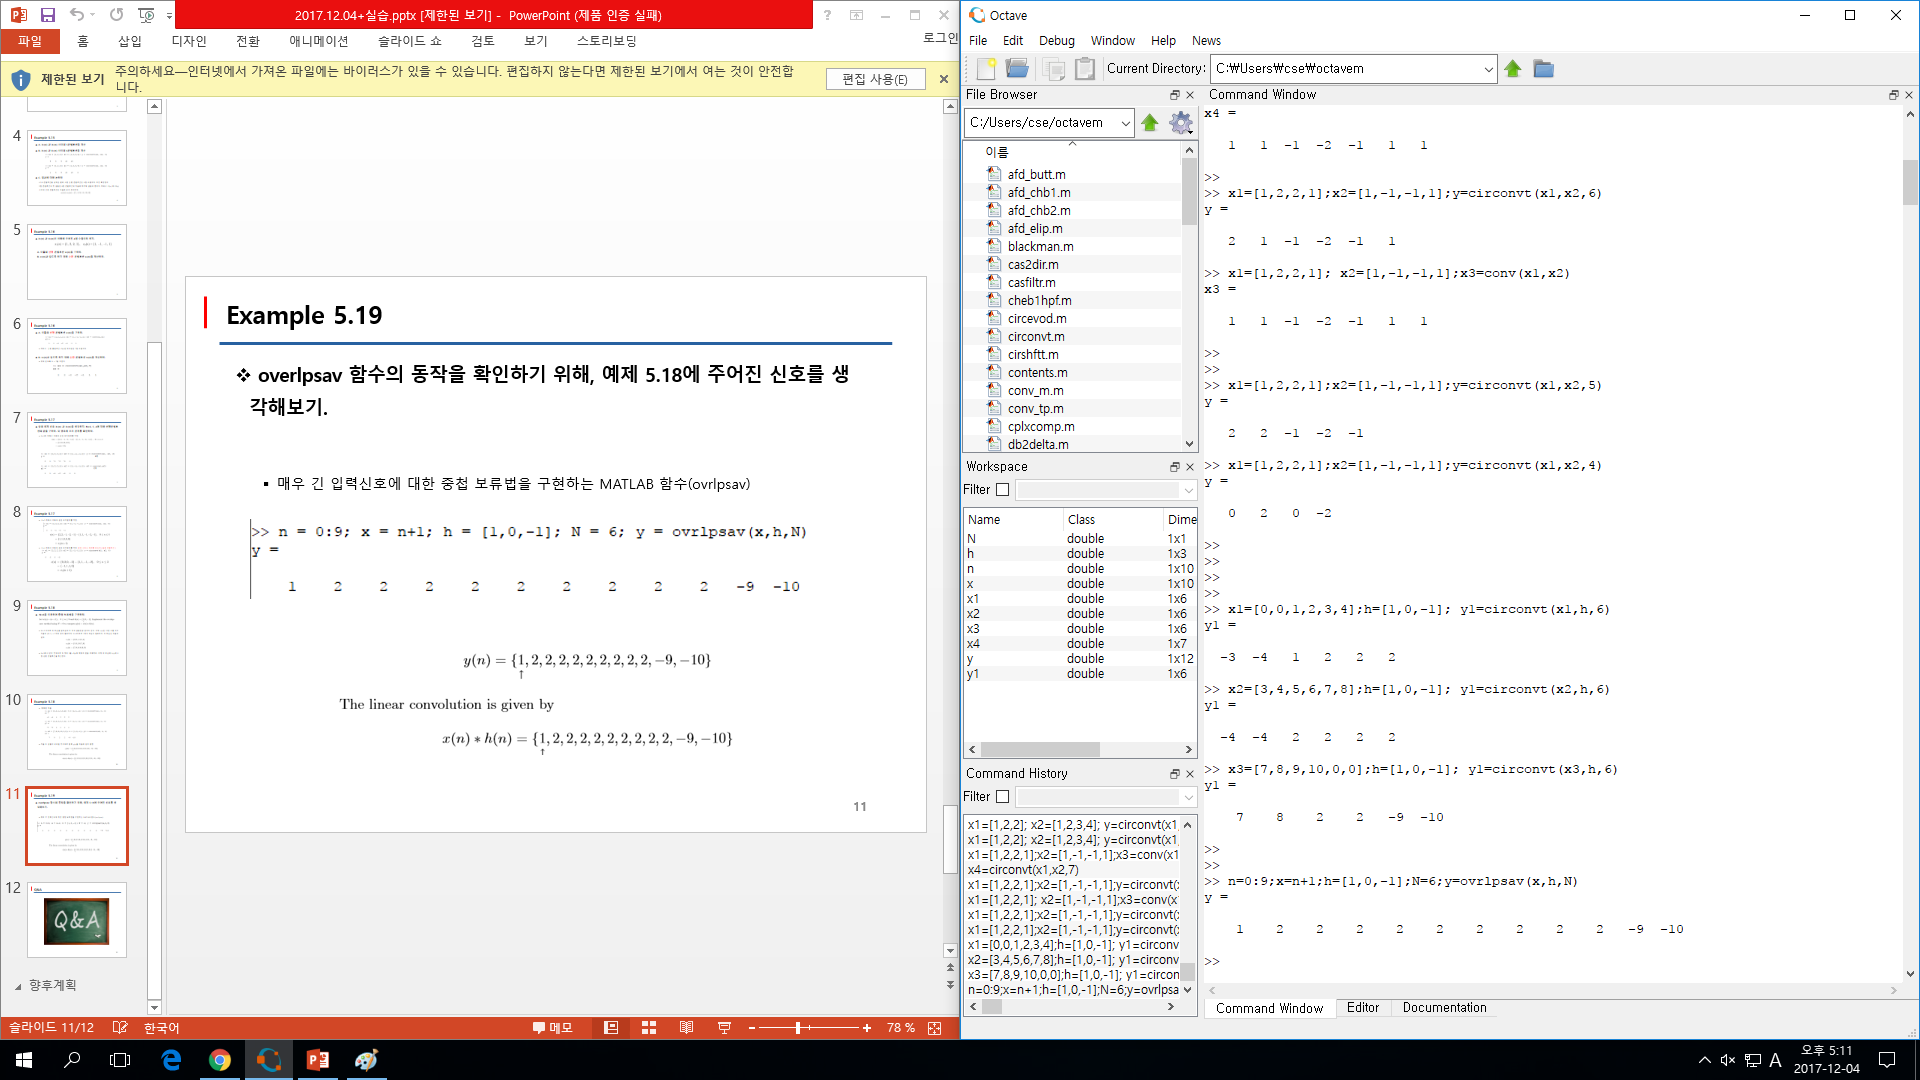 2017.12.04+실습.pptx [제한된 보기] - PowerPoint (제품 인증 실패)
파일 홈 삽입 디자인 전환 애니메이션 슬라이드 쇼 검토 보기 스토리보딩 로그인
제한된 보기 주의하세요—인터넷에서 가져온 파일에는 바이러스가 있을 수 있습니다. 편집하지 않는다면 제한된 보기에서 여는 것이 안전합
니다.
편집 사용(E)
4
5
6
7
8
9
10
11
12
Q&A
향후계획
Example 5.19
❖ overlpsav 함수의 동작을 확인하기 위해, 예제 5.18에 주어진 신호를 생
각해보기.
▪ 매우 긴 입력신호에 대한 중첩 보류법을 구현하는 MATLAB 함수(ovrlpsav)
>> n = 0:9; x = n+1; h = [1,0,-1]; N = 6; y = ovrlpsav(x,h,N)
y =
1 2 2 2 2 2 2 2 2 2 -9 -10
y(n) = {1, 2, 2, 2, 2, 2, 2, 2, 2, 2, −9, −10}
↑
The linear convolution is given by
x(n) ∗ h(n) = {1, 2, 2, 2, 2, 2, 2, 2, 2, 2, −9, −10}
↑
11
슬라이드 11/12 한국어 메모 78 %
Octave
File Edit Debug Window Help News
Current Directory: C:₩Users₩cse₩octavem
File Browser
C:/Users/cse/octavem
이름
afd_butt.m
afd_chb1.m
afd_chb2.m
afd_elip.m
blackman.m
cas2dir.m
casfiltr.m
cheb1hpf.m
circevod.m
circonvt.m
cirshftt.m
contents.m
conv_m.m
conv_tp.m
cplxcomp.m
db2delta.m
Workspace
Filter
Name Class Dime
N double 1x1
h double 1x3
n double 1x10
x double 1x10
x1 double 1x6
x2 double 1x6
x3 double 1x6
x4 double 1x7
y double 1x12
y1 double 1x6
Command History
Filter
x1=[1,2,2]; x2=[1,2,3,4]; y=circonvt(x1,
x1=[1,2,2]; x2=[1,2,3,4]; y=circonvt(x1,
x1=[1,2,2,1];x2=[1,-1,-1,1];x3=conv(x1
x4=circonvt(x1,x2,7)
x1=[1,2,2,1];x2=[1,-1,-1,1];y=circonvt(x
x1=[1,2,2,1]; x2=[1,-1,-1,1];x3=conv(x
x1=[1,2,2,1];x2=[1,-1,-1,1];y=circonvt(x
x1=[1,2,2,1];x2=[1,-1,-1,1];y=circonvt(x
x1=[0,0,1,2,3,4];h=[1,0,-1]; y1=circonv
x2=[3,4,5,6,7,8];h=[1,0,-1]; y1=circonv
x3=[7,8,9,10,0,0];h=[1,0,-1]; y1=circon
n=0:9;x=n+1;h=[1,0,-1];N=6;y=ovrlpsa
Command Window
x4 =
1 1 -1 -2 -1 1 1
>>
>> x1=[1,2,2,1];x2=[1,-1,-1,1];y=circonvt(x1,x2,6)
y =
2 1 -1 -2 -1 1
>> x1=[1,2,2,1]; x2=[1,-1,-1,1];x3=conv(x1,x2)
x3 =
1 1 -1 -2 -1 1 1
>>
>>
>> x1=[1,2,2,1];x2=[1,-1,-1,1];y=circonvt(x1,x2,5)
y =
2 2 -1 -2 -1
>> x1=[1,2,2,1];x2=[1,-1,-1,1];y=circonvt(x1,x2,4)
y =
0 2 0 -2
>>
>>
>>
>>
>> x1=[0,0,1,2,3,4];h=[1,0,-1]; y1=circonvt(x1,h,6)
y1 =
-3 -4 1 2 2 2
>> x2=[3,4,5,6,7,8];h=[1,0,-1]; y1=circonvt(x2,h,6)
y1 =
-4 -4 2 2 2 2
>> x3=[7,8,9,10,0,0];h=[1,0,-1]; y1=circonvt(x3,h,6)
y1 =
7 8 2 2 -9 -10
>>
>>
>> n=0:9;x=n+1;h=[1,0,-1];N=6;y=ovrlpsav(x,h,N)
y =
1 2 2 2 2 2 2 2 2 2 -9 -10
>>
Command Window Editor Documentation
A
오후 5:11
2017-12-04